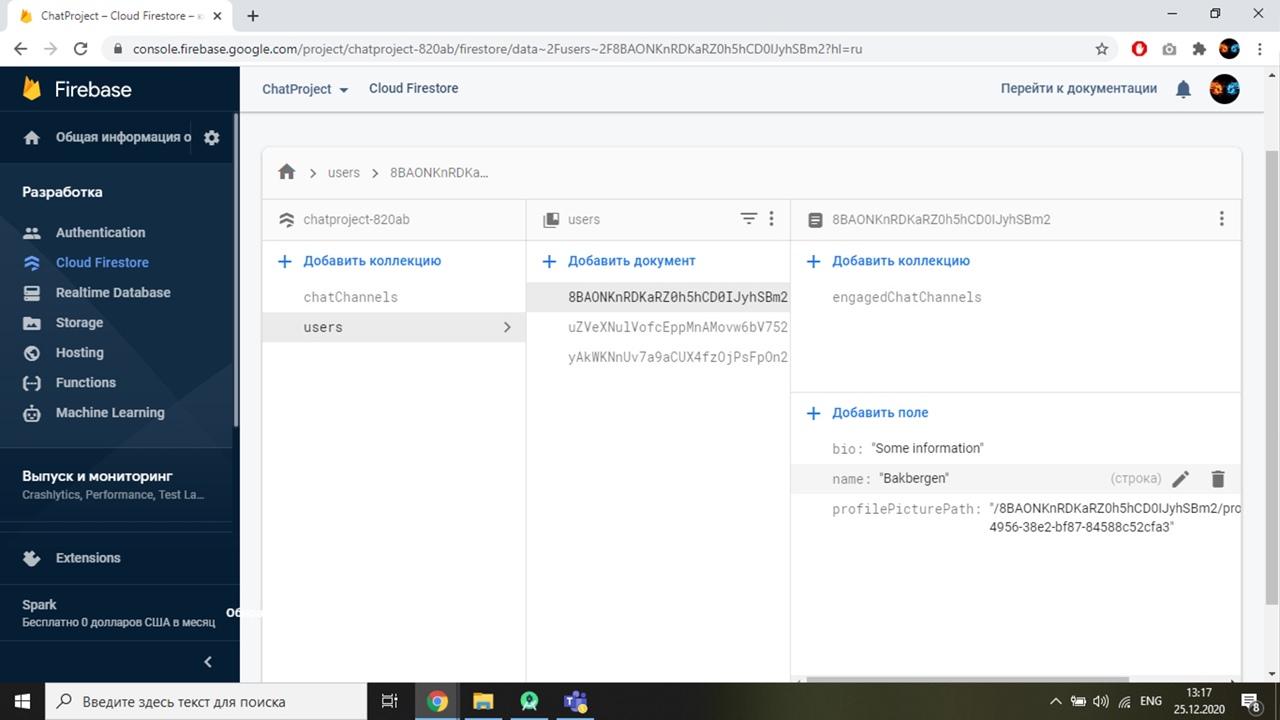 ChatProject – Cloud Firestore –
console.firebase.google.com/project/chatproject-820ab/firestore/data~2Fusers~2F8BAONKnRDKaRZ0h5hCD0IJyhSBm2?hl=ru
Firebase
ChatProject
Cloud Firestore
Перейти к документации
Общая информация о
Разработка
Authentication
Cloud Firestore
Realtime Database
Storage
Hosting
Functions
Machine Learning
Выпуск и мониторинг
Crashlytics, Performance, Test La...
Extensions
Spark
Бесплатно 0 долларов США в месяц
users
8BAONKnRDKa...
chatproject-820ab
Добавить коллекцию
chatChannels
users
users
Добавить документ
8BAONKnRDKaRZ0h5hCD0IJyhSBm2
uZVeXNulVofcEppMnAMovw6bV752
yAkWKNnUv7a9aCUX4fzOjPsFpOn2
8BAONKnRDKaRZ0h5hCD0IJyhSBm2
Добавить коллекцию
engagedChatChannels
Добавить поле
bio: "Some information"
name: "Bakbergen" (строка)
profilePicturePath: "/8BAONKnRDKaRZ0h5hCD0IJyhSBm2/pro
4956-38e2-bf87-84588c52cfa3"
Введите здесь текст для поиска
ENG
13:17
25.12.2020
8